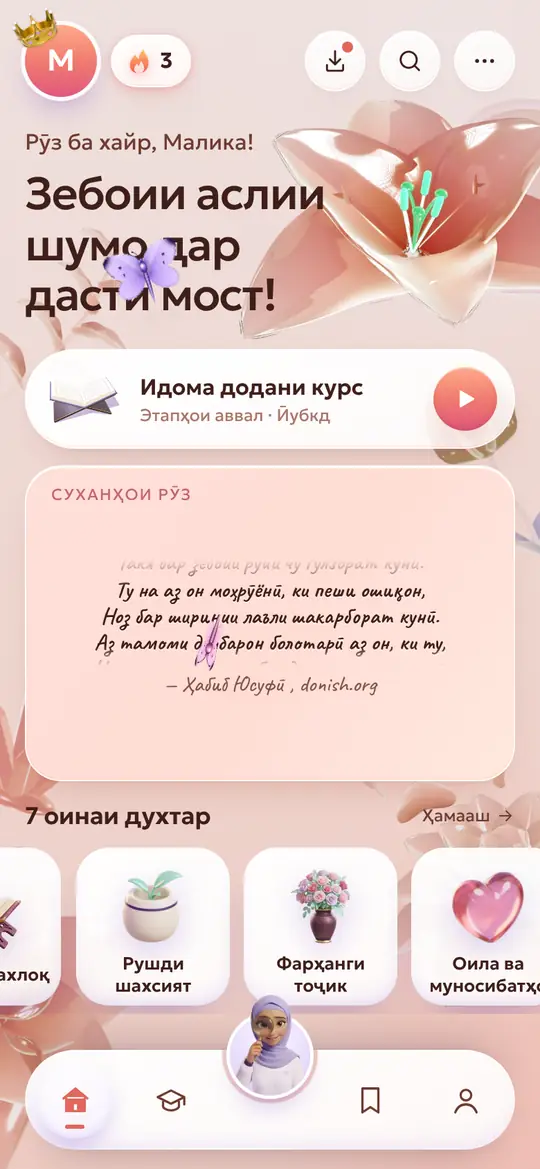 М
3
Рӯз ба хайр, Малика!
Зебоии аслии
шумо дар
дасти мост!
Идома додани курс
Этапҳои аввал · Йубкд
СУХАНҲОИ РӮЗ
Ту на аз он моҳрӯёнӣ, ки пеши ошиқон,
Ноз бар ширинии лаъли шакарборат кунӣ.
Аз тамоми дилбарон болотарӣ аз он, ки ту,
— Ҳабиб Юсуфӣ , donish.org
7 оинаи духтар
Ҳамааш →
ахлоқ
Рушди
шахсият
Фарҳанги
тоҷик
Оила ва
муносибатҳо